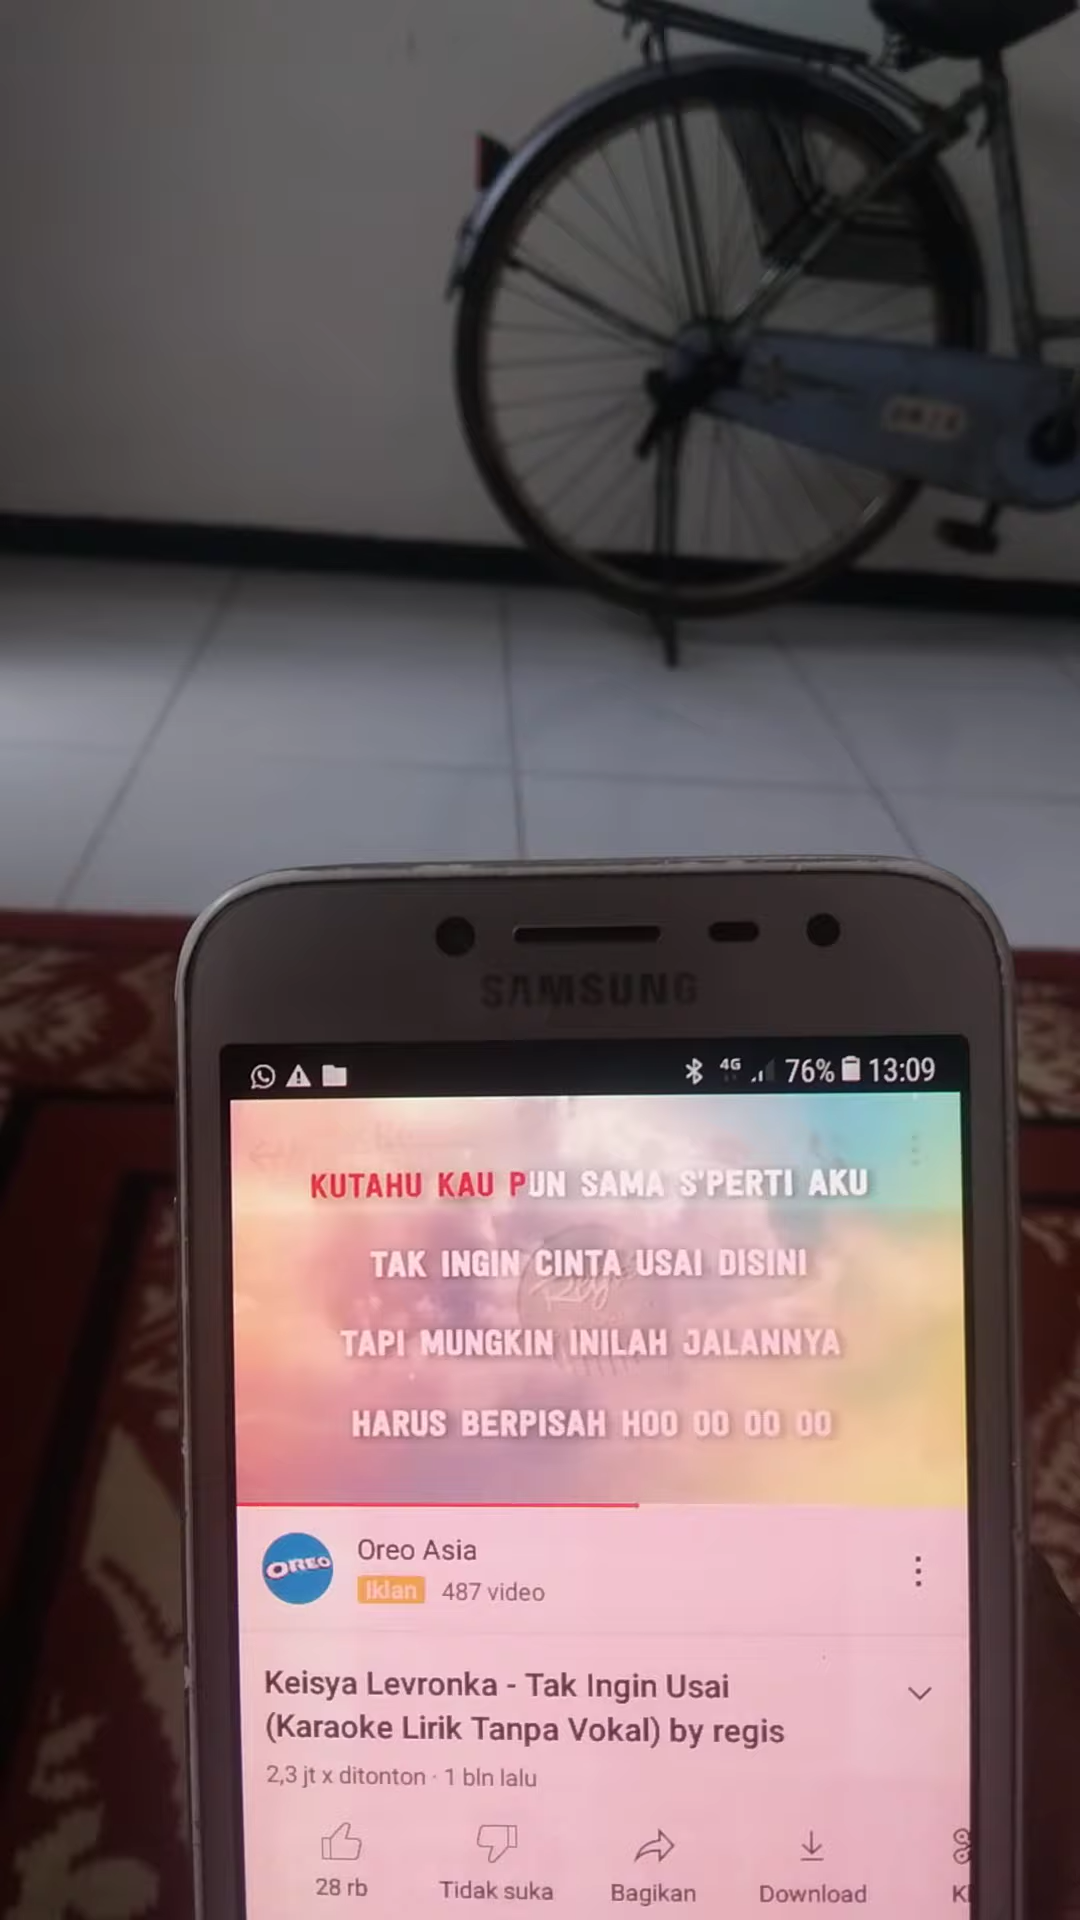 SAMSUNG
4G 76% 13:09
KUTAHU KAU PUN SAMA S'PERTI AKU
TAK INGIN CINTA USAI DISINI
TAPI MUNGKIN INILAH JALANNYA
HARUS BERPISAH HOO OO OO OO
OREO
Oreo Asia
Iklan 487 video
Keisya Levronka - Tak Ingin Usai
(Karaoke Lirik Tanpa Vokal) by regis
2,3 jt x ditonton · 1 bln lalu
28 rb Tidak suka Bagikan Download